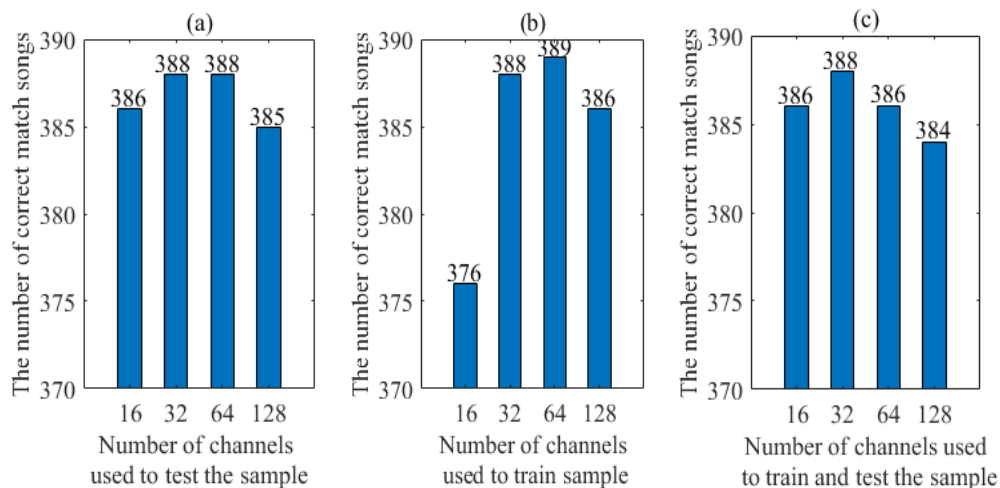 (a)
The number of correct match songs
390
385
380
375
370
386
388
388
385
16 32 64 128
Number of channels
used to test the sample
(b)
The number of correct match songs
390
385
380
375
370
376
388
389
386
16 32 64 128
Number of channels
used to train sample
(c)
The number of correct match songs
390
385
380
375
370
386
388
386
384
16 32 64 128
Number of channels used
to train and test the sample